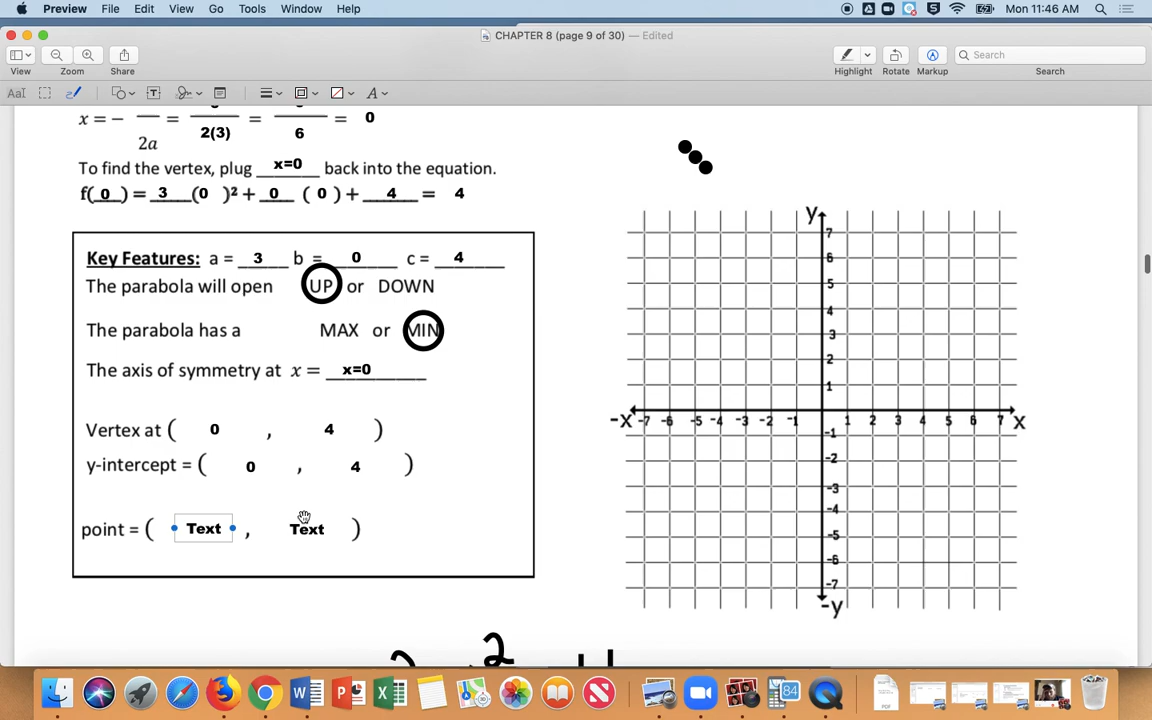 Preview File Edit View Go Tools Window Help Mon 11:46 AM
CHAPTER 8 (page 9 of 30) — Edited
View Zoom Share Highlight Rotate Markup Search
Search
x = − = = = 0
2a 2(3) 6
To find the vertex, plug x=0 back into the equation.
f( 0 ) = 3 (0 )² + 0 ( 0 ) + 4 = 4
Key Features: a = 3 b = 0 c = 4
The parabola will open UP or DOWN
The parabola has a MAX or MIN
The axis of symmetry at x = x=0
Vertex at ( 0 , 4 )
y-intercept = ( 0 , 4 )
point = ( Text , Text )
y
7
6
5
4
3
2
1
-x -7 -6 -5 -4 -3 -2 -1 1 2 3 4 5 6 7 x
-1
-2
-3
-4
-5
-6
-7
-y
2
84
PDF